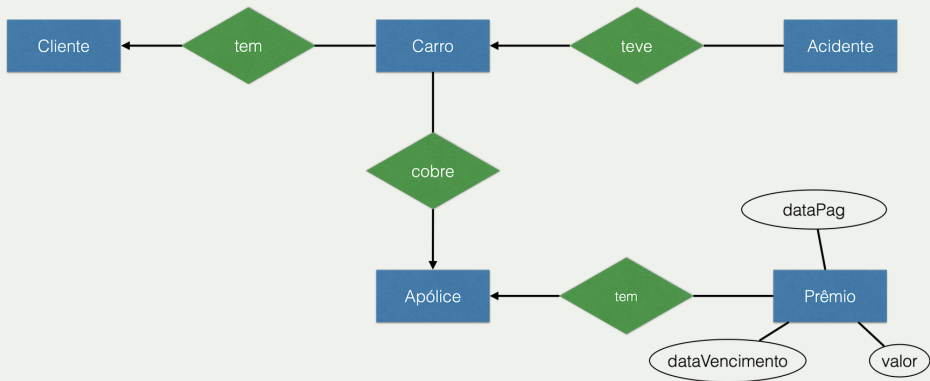 Cliente
tem
Carro
teve
Acidente
cobre
dataPag
Apólice
tem
Prêmio
dataVencimento
valor